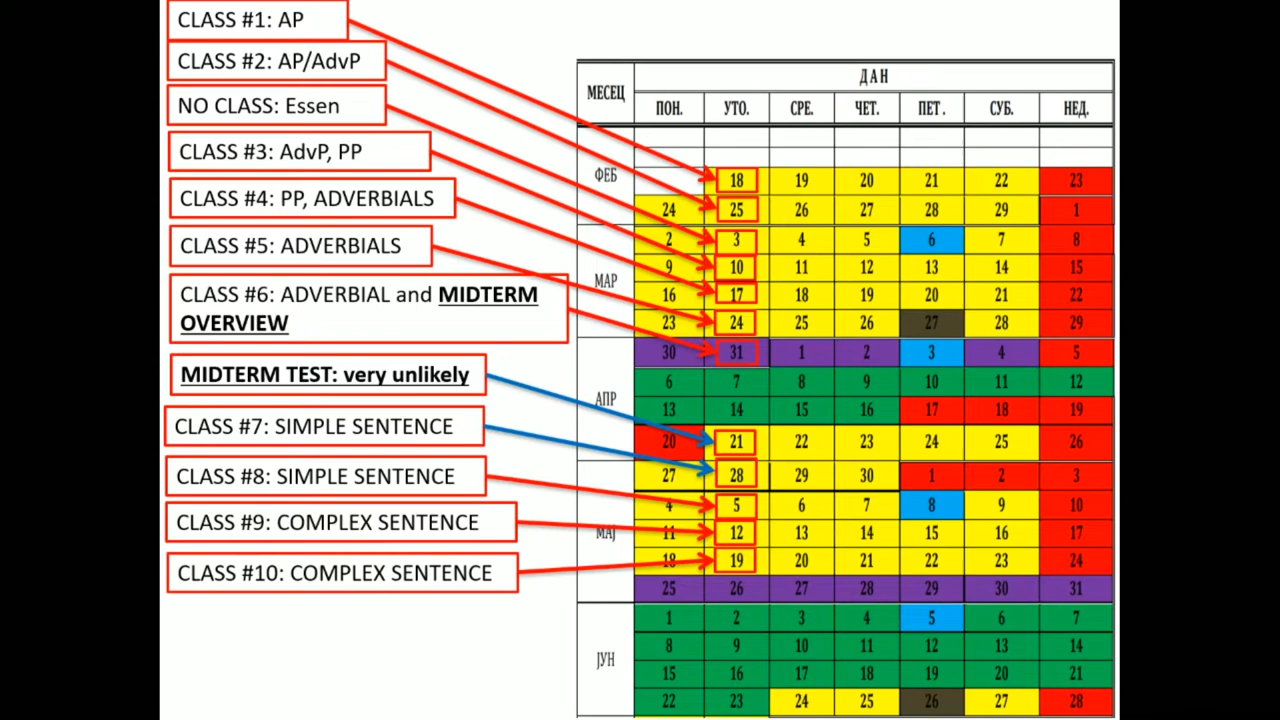 CLASS #1: AP
CLASS #2: AP/AdvP
NO CLASS: Essen
CLASS #3: AdvP, PP
CLASS #4: PP, ADVERBIALS
CLASS #5: ADVERBIALS
CLASS #6: ADVERBIAL and MIDTERM
OVERVIEW
MIDTERM TEST: very unlikely
CLASS #7: SIMPLE SENTENCE
CLASS #8: SIMPLE SENTENCE
CLASS #9: COMPLEX SENTENCE
CLASS #10: COMPLEX SENTENCE
МЕСЕЦ ДАН
ПОН. УТО. СРЕ. ЧЕТ. ПЕТ. СУБ. НЕД.
ФЕБ
18 19 20 21 22 23
24 25 26 27 28 29 1
МАР
2 3 4 5 6 7 8
9 10 11 12 13 14 15
16 17 18 19 20 21 22
23 24 25 26 27 28 29
30 31 1 2 3 4 5
АПР
6 7 8 9 10 11 12
13 14 15 16 17 18 19
20 21 22 23 24 25 26
27 28 29 30 1 2 3
МАЈ
4 5 6 7 8 9 10
11 12 13 14 15 16 17
18 19 20 21 22 23 24
25 26 27 28 29 30 31
ЈУН
1 2 3 4 5 6 7
8 9 10 11 12 13 14
15 16 17 18 19 20 21
22 23 24 25 26 27 28